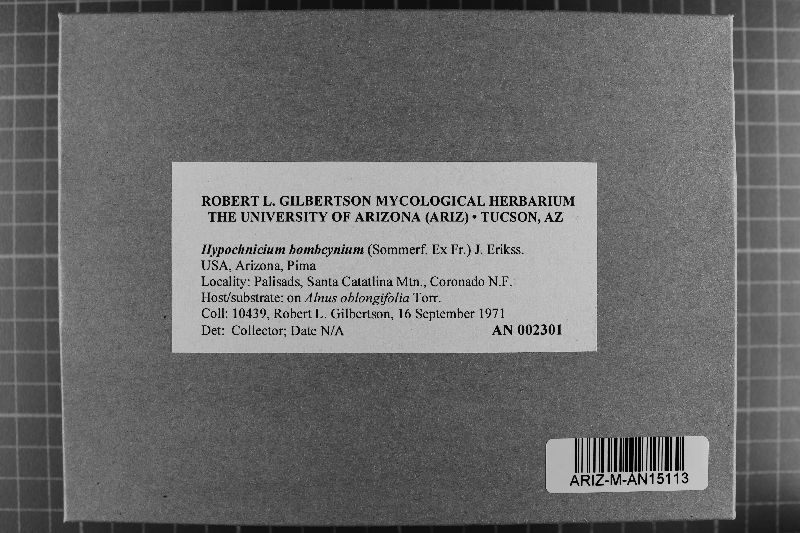 ROBERT L. GILBERTSON MYCOLOGICAL HERBARIUM
THE UNIVERSITY OF ARIZONA (ARIZ) • TUCSON, AZ
Hypochnicium bombcynium (Sommerf. Ex Fr.) J. Erikss.
USA, Arizona, Pima
Locality: Palisads, Santa Catatlina Mtn., Coronado N.F.
Host/substrate: on Alnus oblongifolia Torr.
Coll: 10439, Robert L. Gilbertson, 16 September 1971
Det: Collector; Date N/A AN 002301
ARIZ-M-AN15113